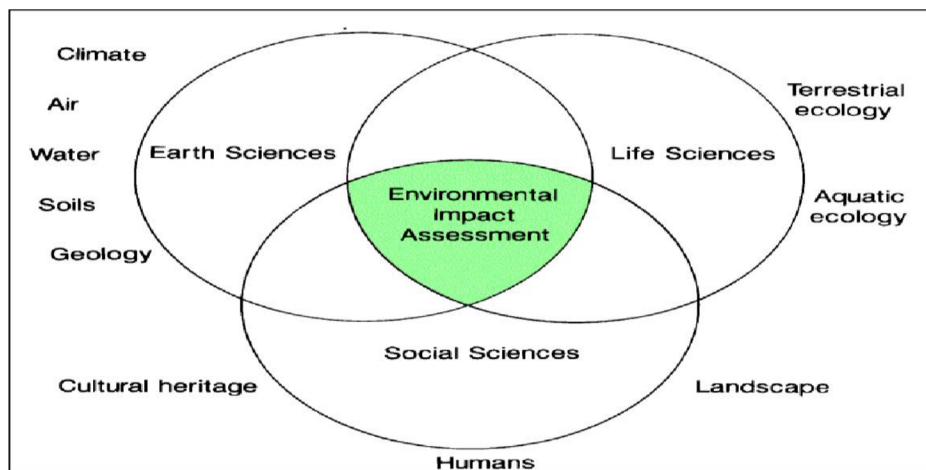 Climate
Air
Water
Soils
Geology
Earth Sciences
Life Sciences
Terrestrial
ecology
Aquatic
ecology
Environmental
Impact
Assessment
Social Sciences
Cultural heritage
Landscape
Humans